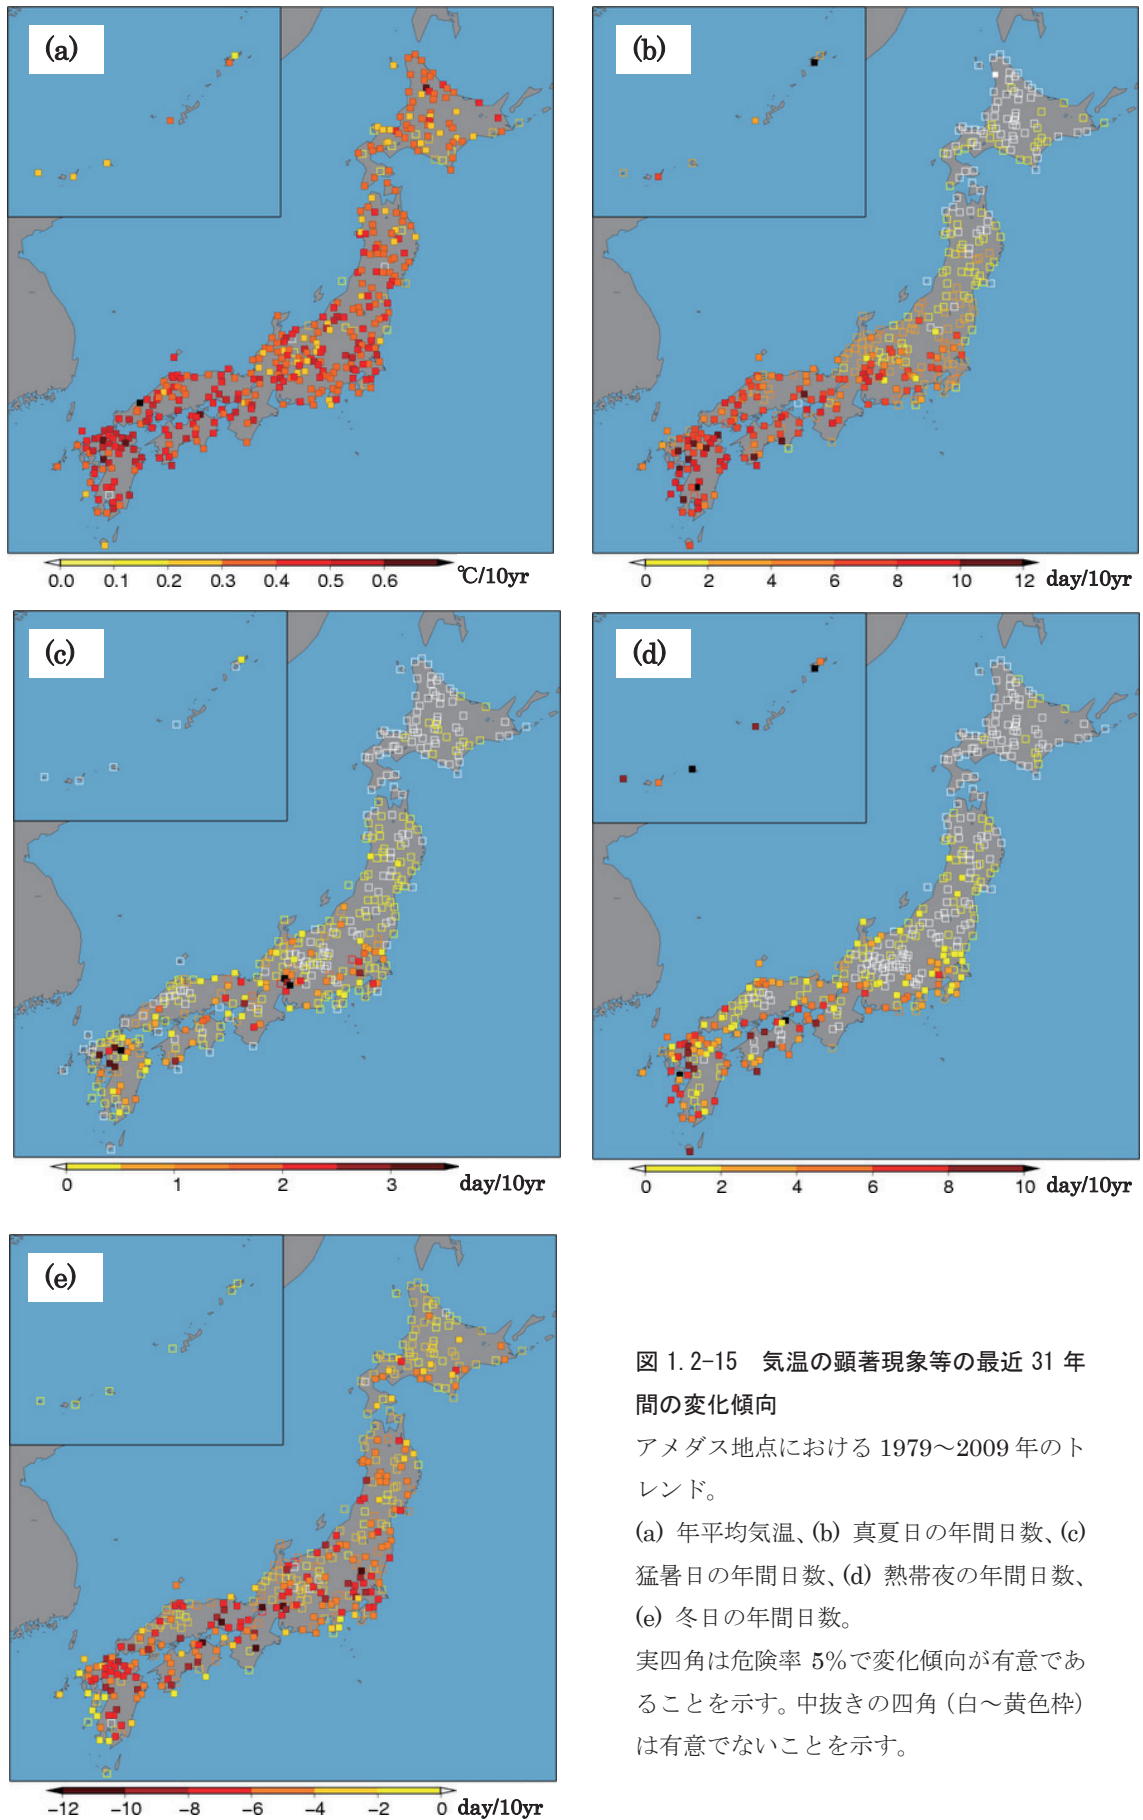 (a)
0.0 0.1 0.2 0.3 0.4 0.5 0.6 ℃/10yr
(b)
0 2 4 6 8 10 12 day/10yr
(c)
0 1 2 3 day/10yr
(d)
0 2 4 6 8 10 day/10yr
(e)
-12 -10 -8 -6 -4 -2 0 day/10yr
図 1.2-15 気温の顕著現象等の最近 31 年
間の変化傾向
アメダス地点における 1979～2009 年のト
レンド。
(a) 年平均気温、(b) 真夏日の年間日数、(c)
猛暑日の年間日数、(d) 熱帯夜の年間日数、
(e) 冬日の年間日数。
実四角は危険率 5%で変化傾向が有意であ
ることを示す。中抜きの四角（白～黄色枠）
は有意でないことを示す。